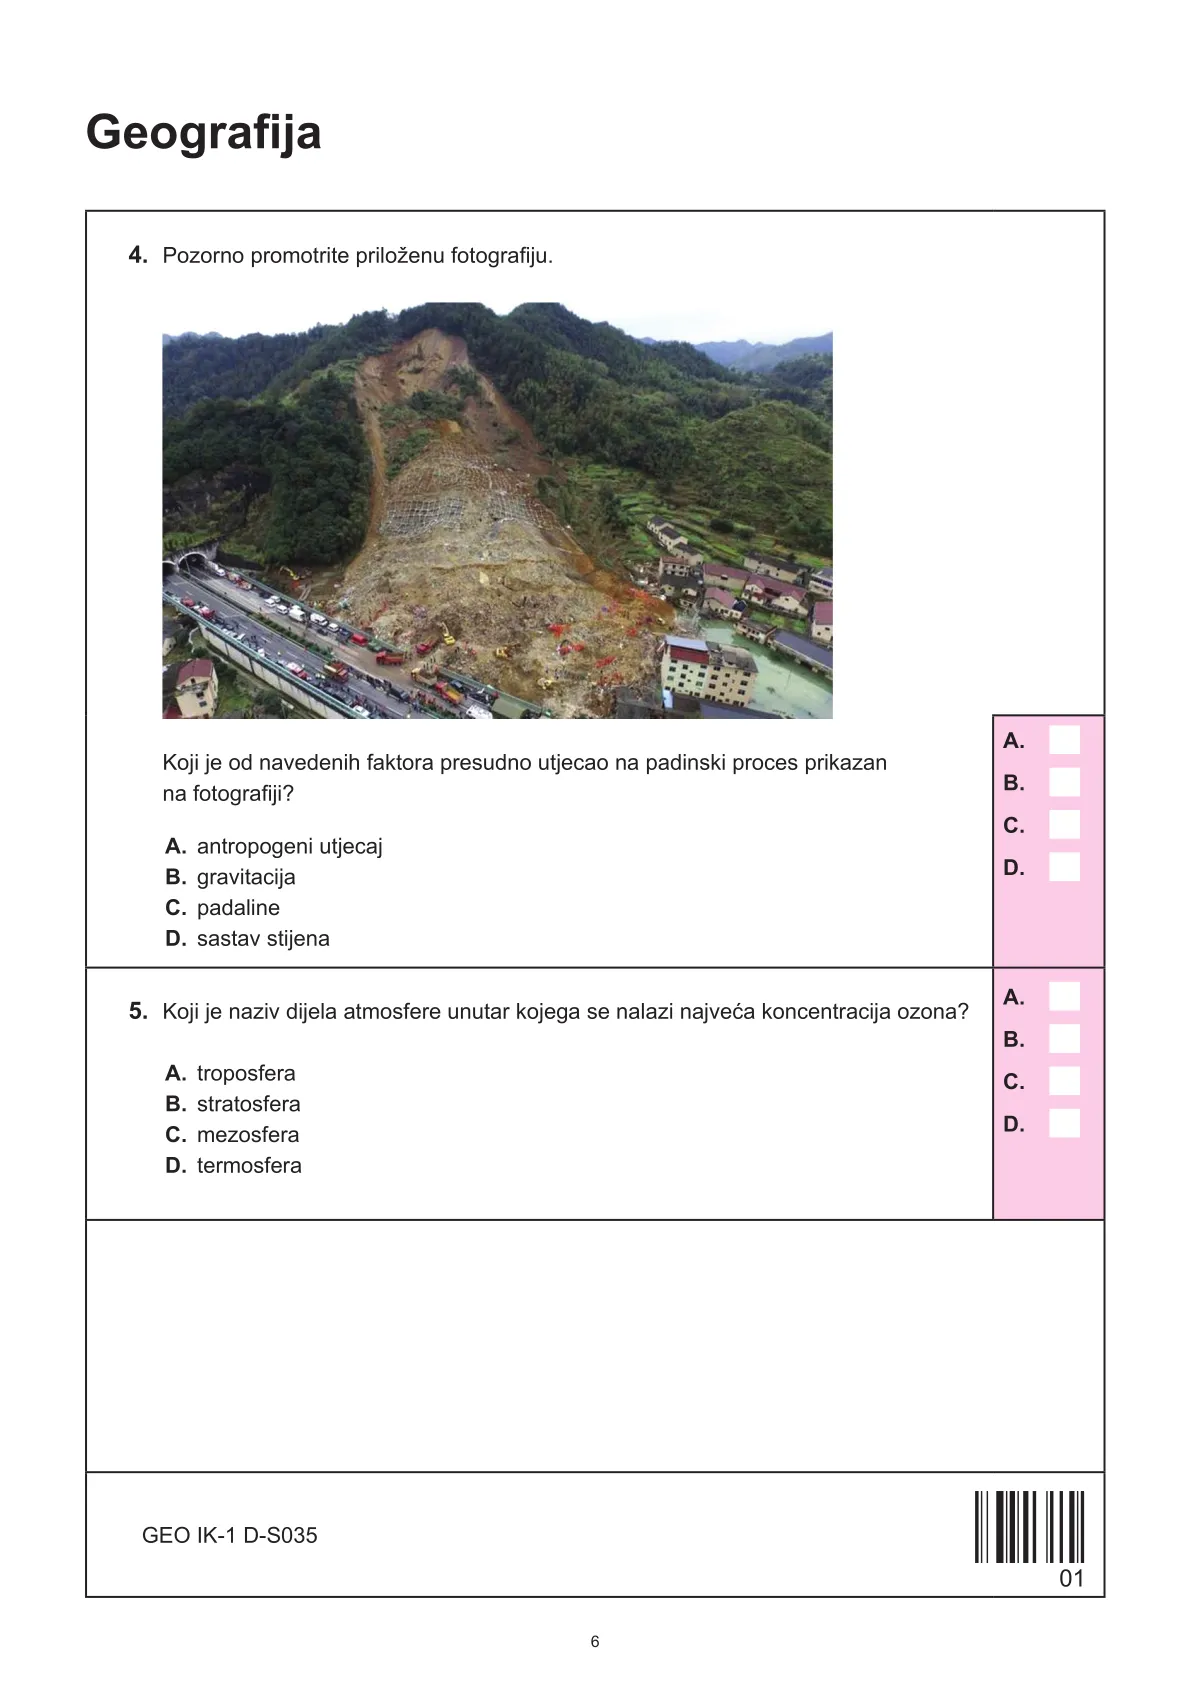 Geografija
4. Pozorno promotrite priloženu fotografiju.
Koji je od navedenih faktora presudno utjecao na padinski proces prikazan
na fotografiji?
A. antropogeni utjecaj
B. gravitacija
C. padaline
D. sastav stijena
A.
B.
C.
D.
5. Koji je naziv dijela atmosfere unutar kojega se nalazi najveća koncentracija ozona?
A. troposfera
B. stratosfera
C. mezosfera
D. termosfera
A.
B.
C.
D.
GEO IK-1 D-S035
01
6